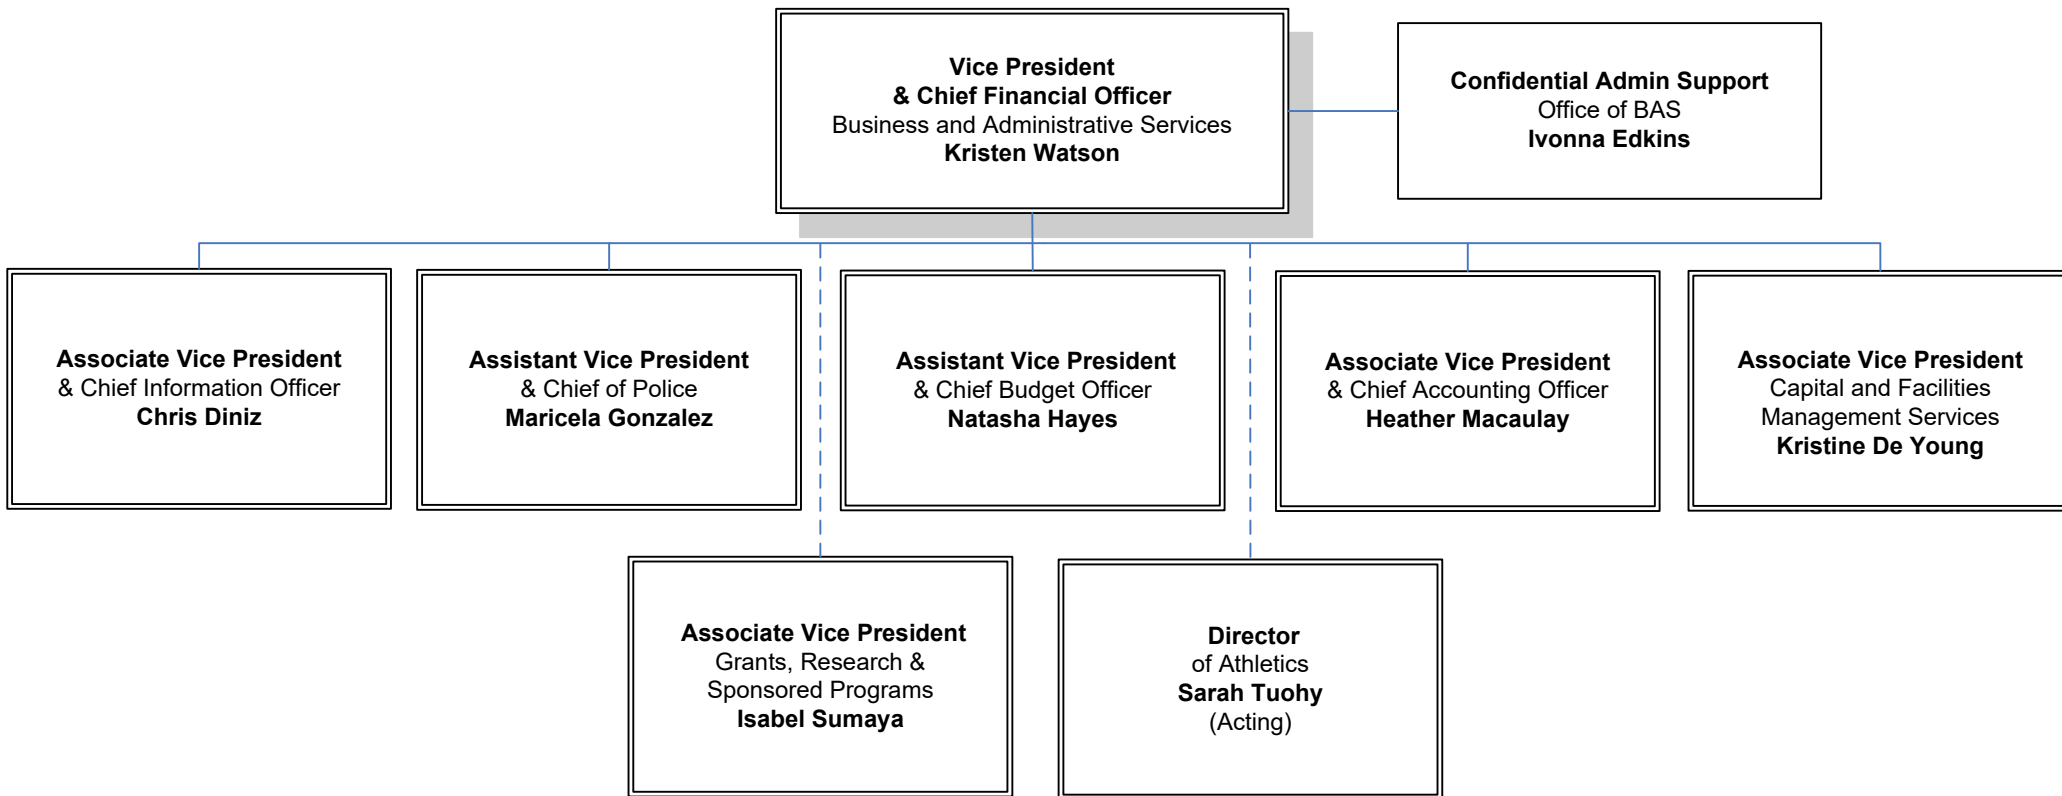 Vice President
& Chief Financial Officer
Business and Administrative Services
Kristen Watson
Confidential Admin Support
Office of BAS
Ivonna Edkins
Associate Vice President
& Chief Information Officer
Chris Diniz
Assistant Vice President
& Chief of Police
Maricela Gonzalez
Assistant Vice President
& Chief Budget Officer
Natasha Hayes
Associate Vice President
& Chief Accounting Officer
Heather Macaulay
Associate Vice President
Capital and Facilities
Management Services
Kristine De Young
Associate Vice President
Grants, Research &
Sponsored Programs
Isabel Sumaya
Director
of Athletics
Sarah Tuohy
(Acting)